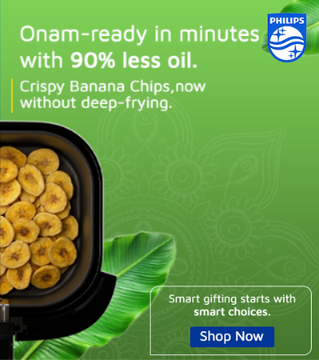 Onam-ready in minutes
with 90% less oil.
PHILIPS
Crispy Banana Chips,now
without deep-frying.
Smart gifting starts with
smart choices.
Shop Now